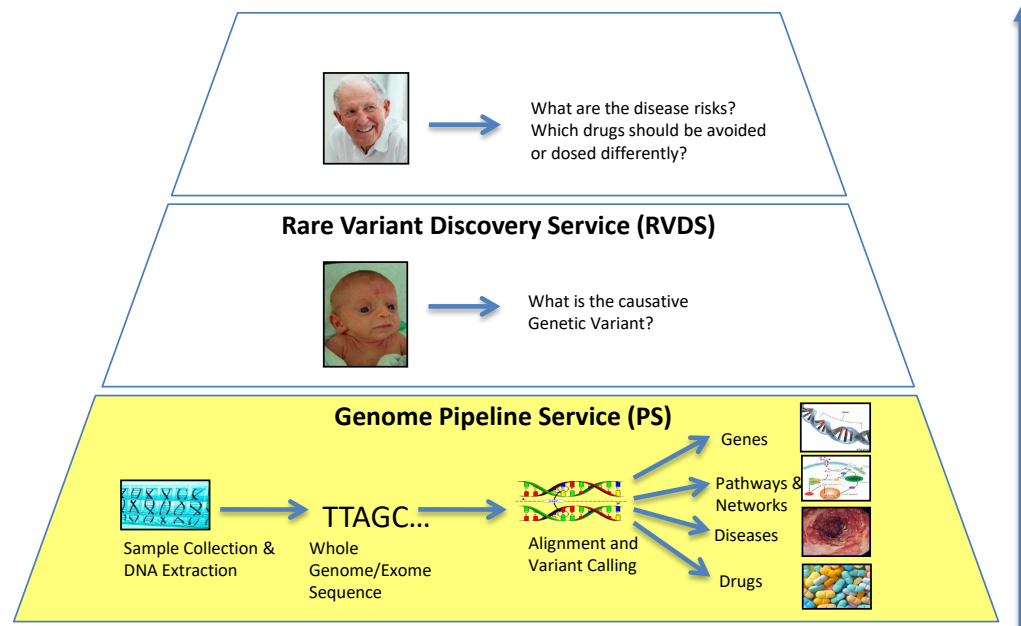 What are the disease risks?
Which drugs should be avoided
or dosed differently?
Rare Variant Discovery Service (RVDS)
What is the causative
Genetic Variant?
Genome Pipeline Service (PS)
Genes
Pathways &
Networks
Diseases
Drugs
TTAGC...
Sample Collection &
DNA Extraction
Whole
Genome/Exome
Sequence
Alignment and
Variant Calling